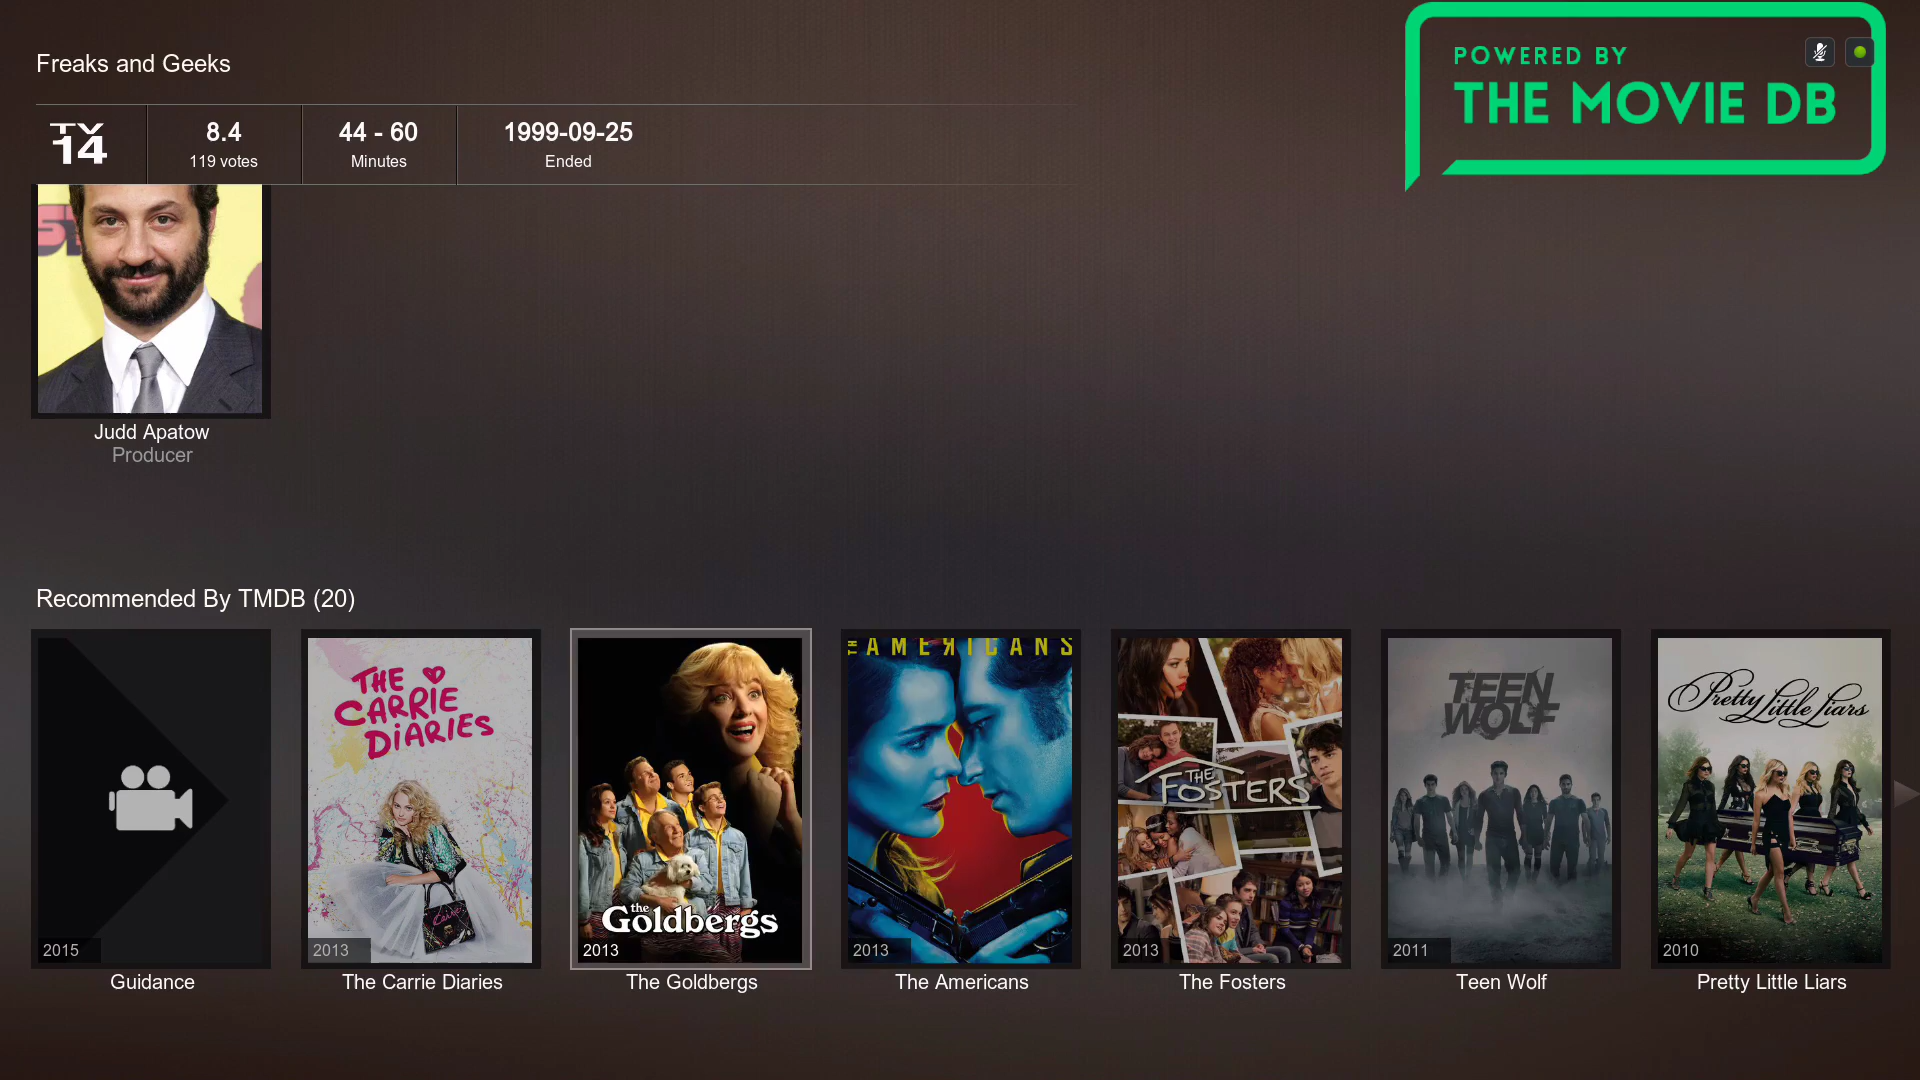 Freaks and Geeks
POWERED BY
THE MOVIE DB
TV
14
8.4
119 votes
44 - 60
Minutes
1999-09-25
Ended
Judd Apatow
Producer
Recommended By TMDB (20)
2015
Guidance
THE
CARRIE
DIARIES
Carrie
2013
The Carrie Diaries
the
Goldbergs
2013
The Goldbergs
THE AMERICANS
2013
The Americans
THE
FOSTERS
2013
The Fosters
TEEN
WOLF
2011
Teen Wolf
Pretty Little Liars
2010
Pretty Little Liars